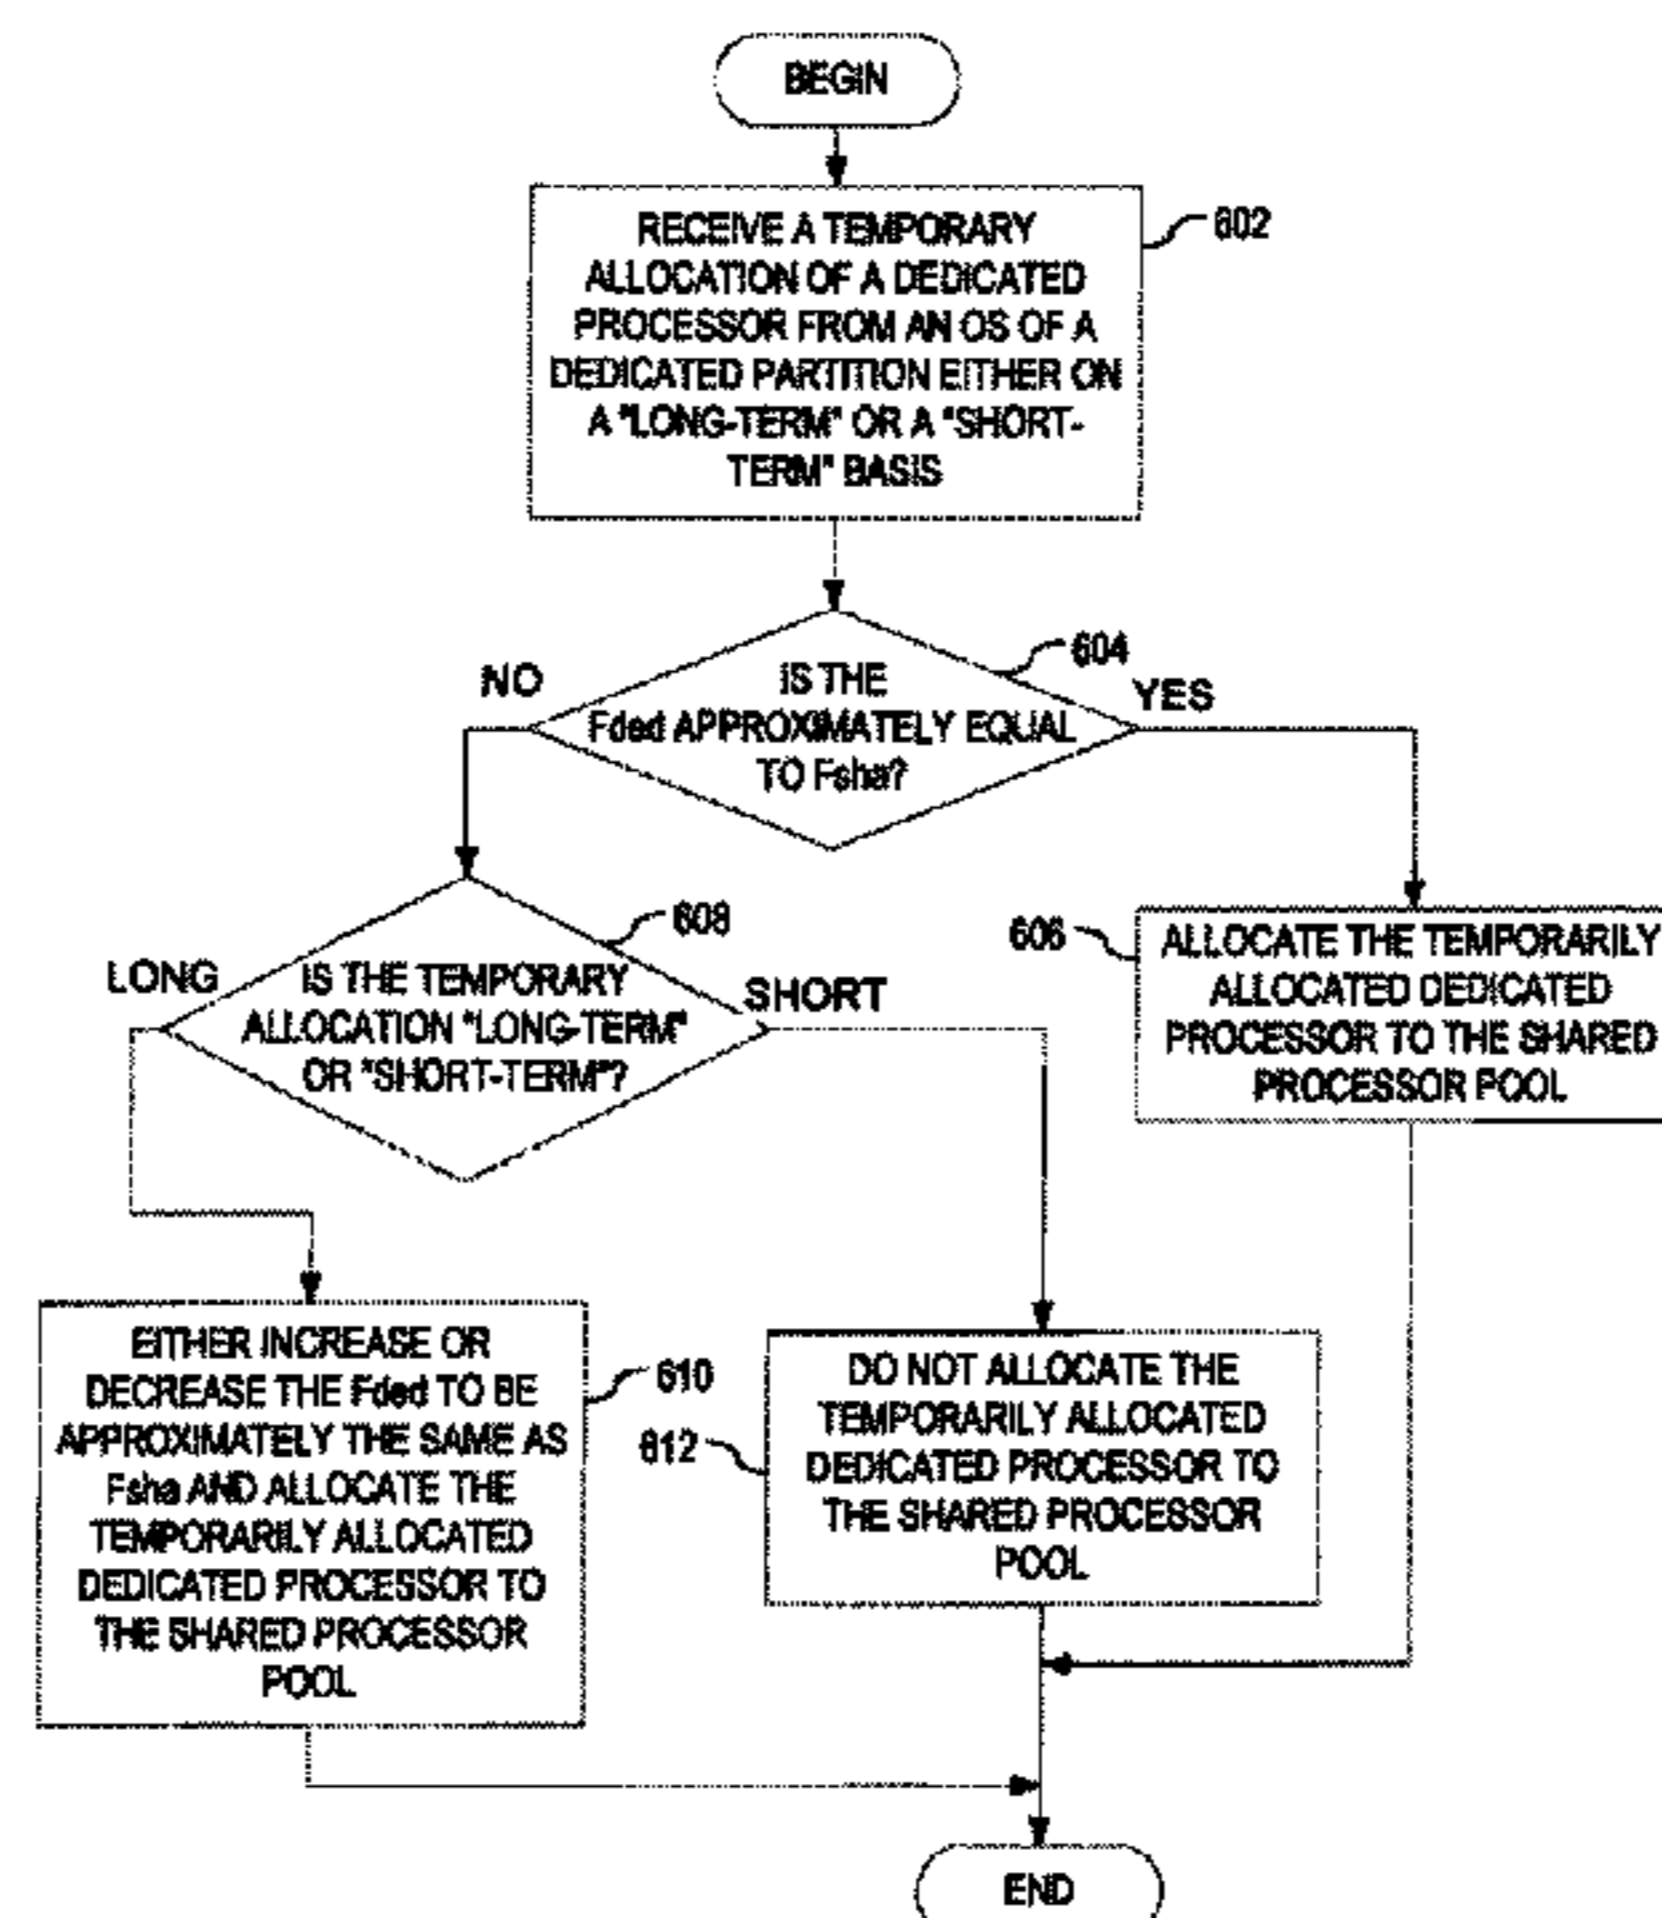 BEGIN
RECEIVE A TEMPORARY
ALLOCATION OF A DEDICATED
PROCESSOR FROM AN OS OF A
DEDICATED PARTITION EITHER ON
A "LONG-TERM" OR A "SHORT-
TERM" BASIS
602
IS THE
Fded APPROXIMATELY EQUAL
TO Fsha?
604
NO
YES
606
ALLOCATE THE TEMPORARILY
ALLOCATED DEDICATED
PROCESSOR TO THE SHARED
PROCESSOR POOL
608
LONG
IS THE TEMPORARY
ALLOCATION "LONG-TERM"
OR "SHORT-TERM"?
SHORT
EITHER INCREASE OR
DECREASE THE Fded TO BE
APPROXIMATELY THE SAME AS
Fsha AND ALLOCATE THE
TEMPORARILY ALLOCATED
DEDICATED PROCESSOR TO
THE SHARED PROCESSOR
POOL
610
612
DO NOT ALLOCATE THE
TEMPORARILY ALLOCATED
DEDICATED PROCESSOR TO
THE SHARED PROCESSOR
POOL
END